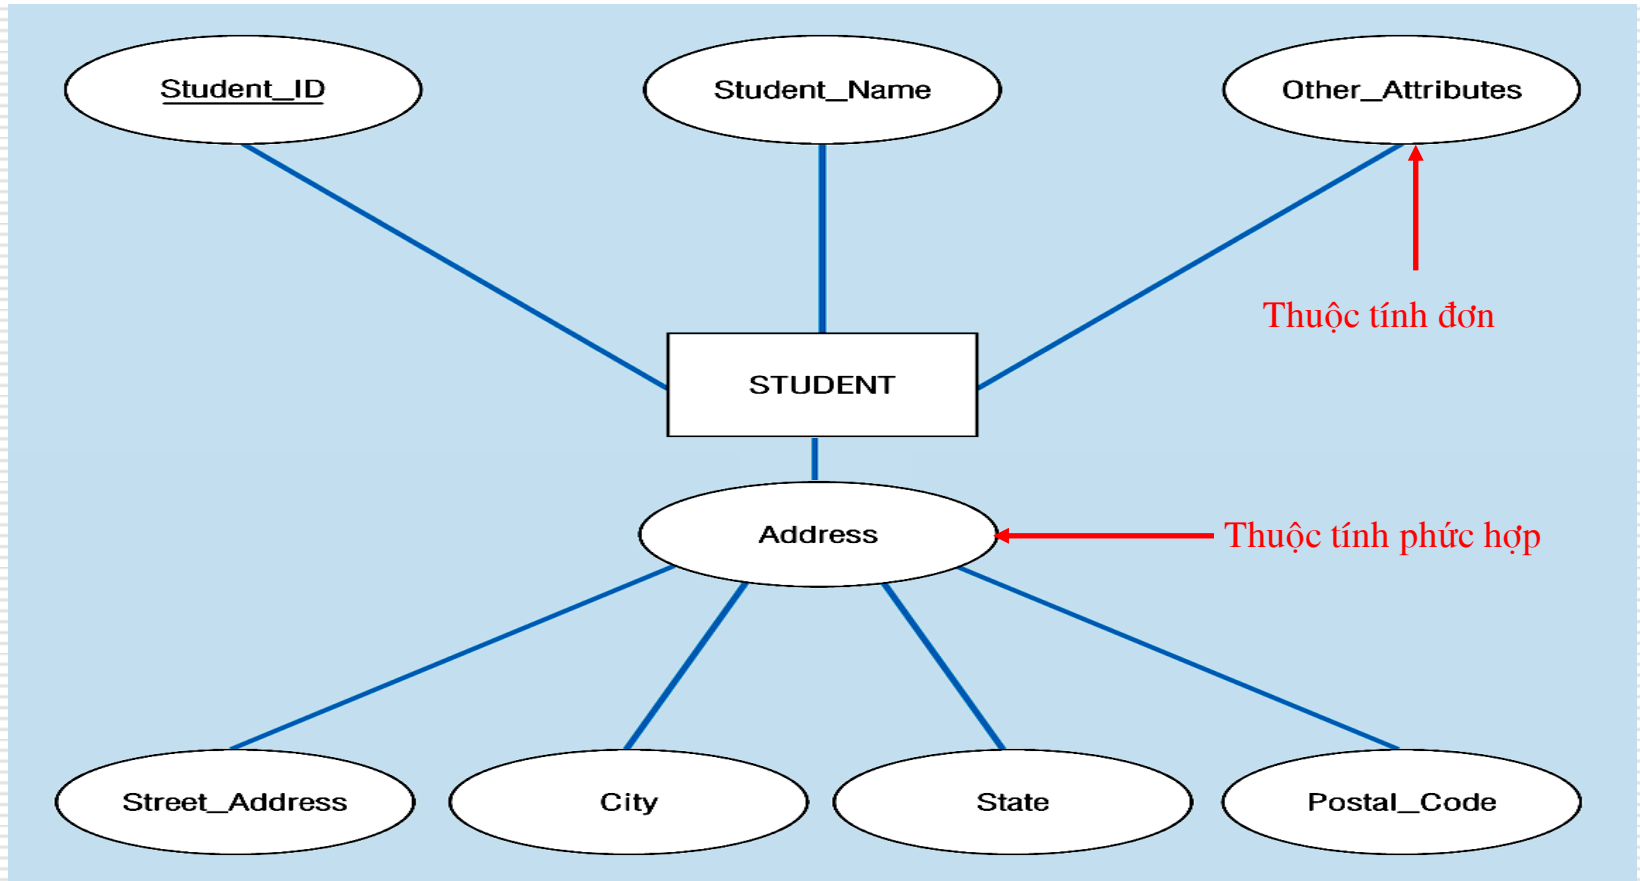 Student_ID
Student_Name
Other_Attributes
Thuộc tính đơn
STUDENT
Address
Thuộc tính phức hợp
Street_Address
City
State
Postal_Code